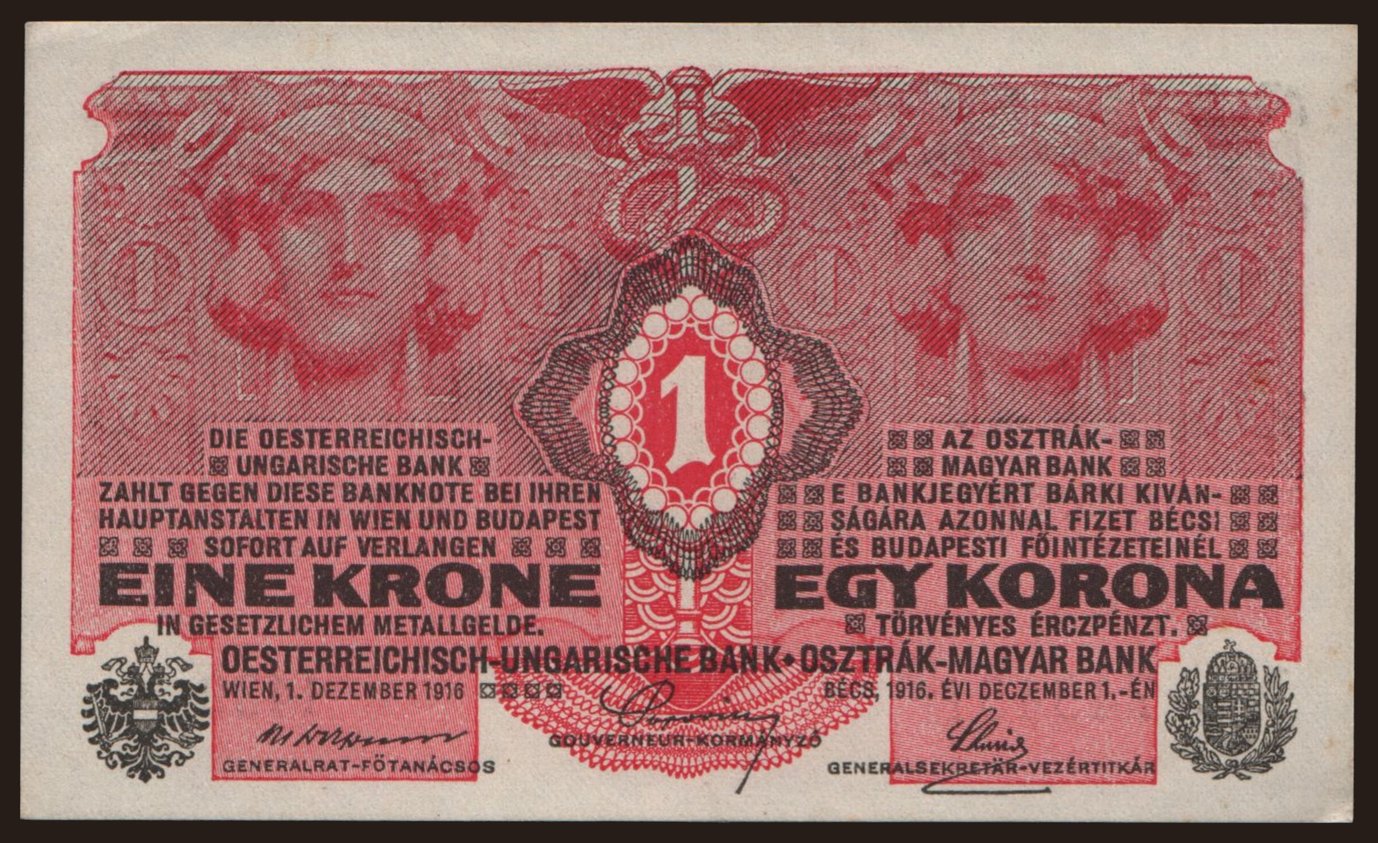 1
DIE OESTERREICHISCH-
UNGARISCHE BANK
ZAHLT GEGEN DIESE BANKNOTE BEI IHREN
HAUPTANSTALTEN IN WIEN UND BUDAPEST
SOFORT AUF VERLANGEN
EINE KRONE
IN GESETZLICHEM METALLGELDE.
AZ OSZTRÁK-
MAGYAR BANK
E BANKJEGYÉRT BÁRKI KIVÁN-
SÁGÁRA AZONNAL FIZET BÉCSI
ÉS BUDAPESTI FŐINTÉZETEINÉL
EGY KORONA
TÖRVÉNYES ÉRCZPÉNZT.
OESTERREICHISCH-UNGARISCHE BANK • OSZTRÁK-MAGYAR BANK
WIEN, 1. DEZEMBER 1916
BÉCS, 1916. ÉVI DECZEMBER 1.-ÉN
GENERALRAT-FŐTANÁCSOS
GOUVERNEUR-KORMÁNYZÓ
GENERALSEKRETÄR-VEZÉRTITKÁR